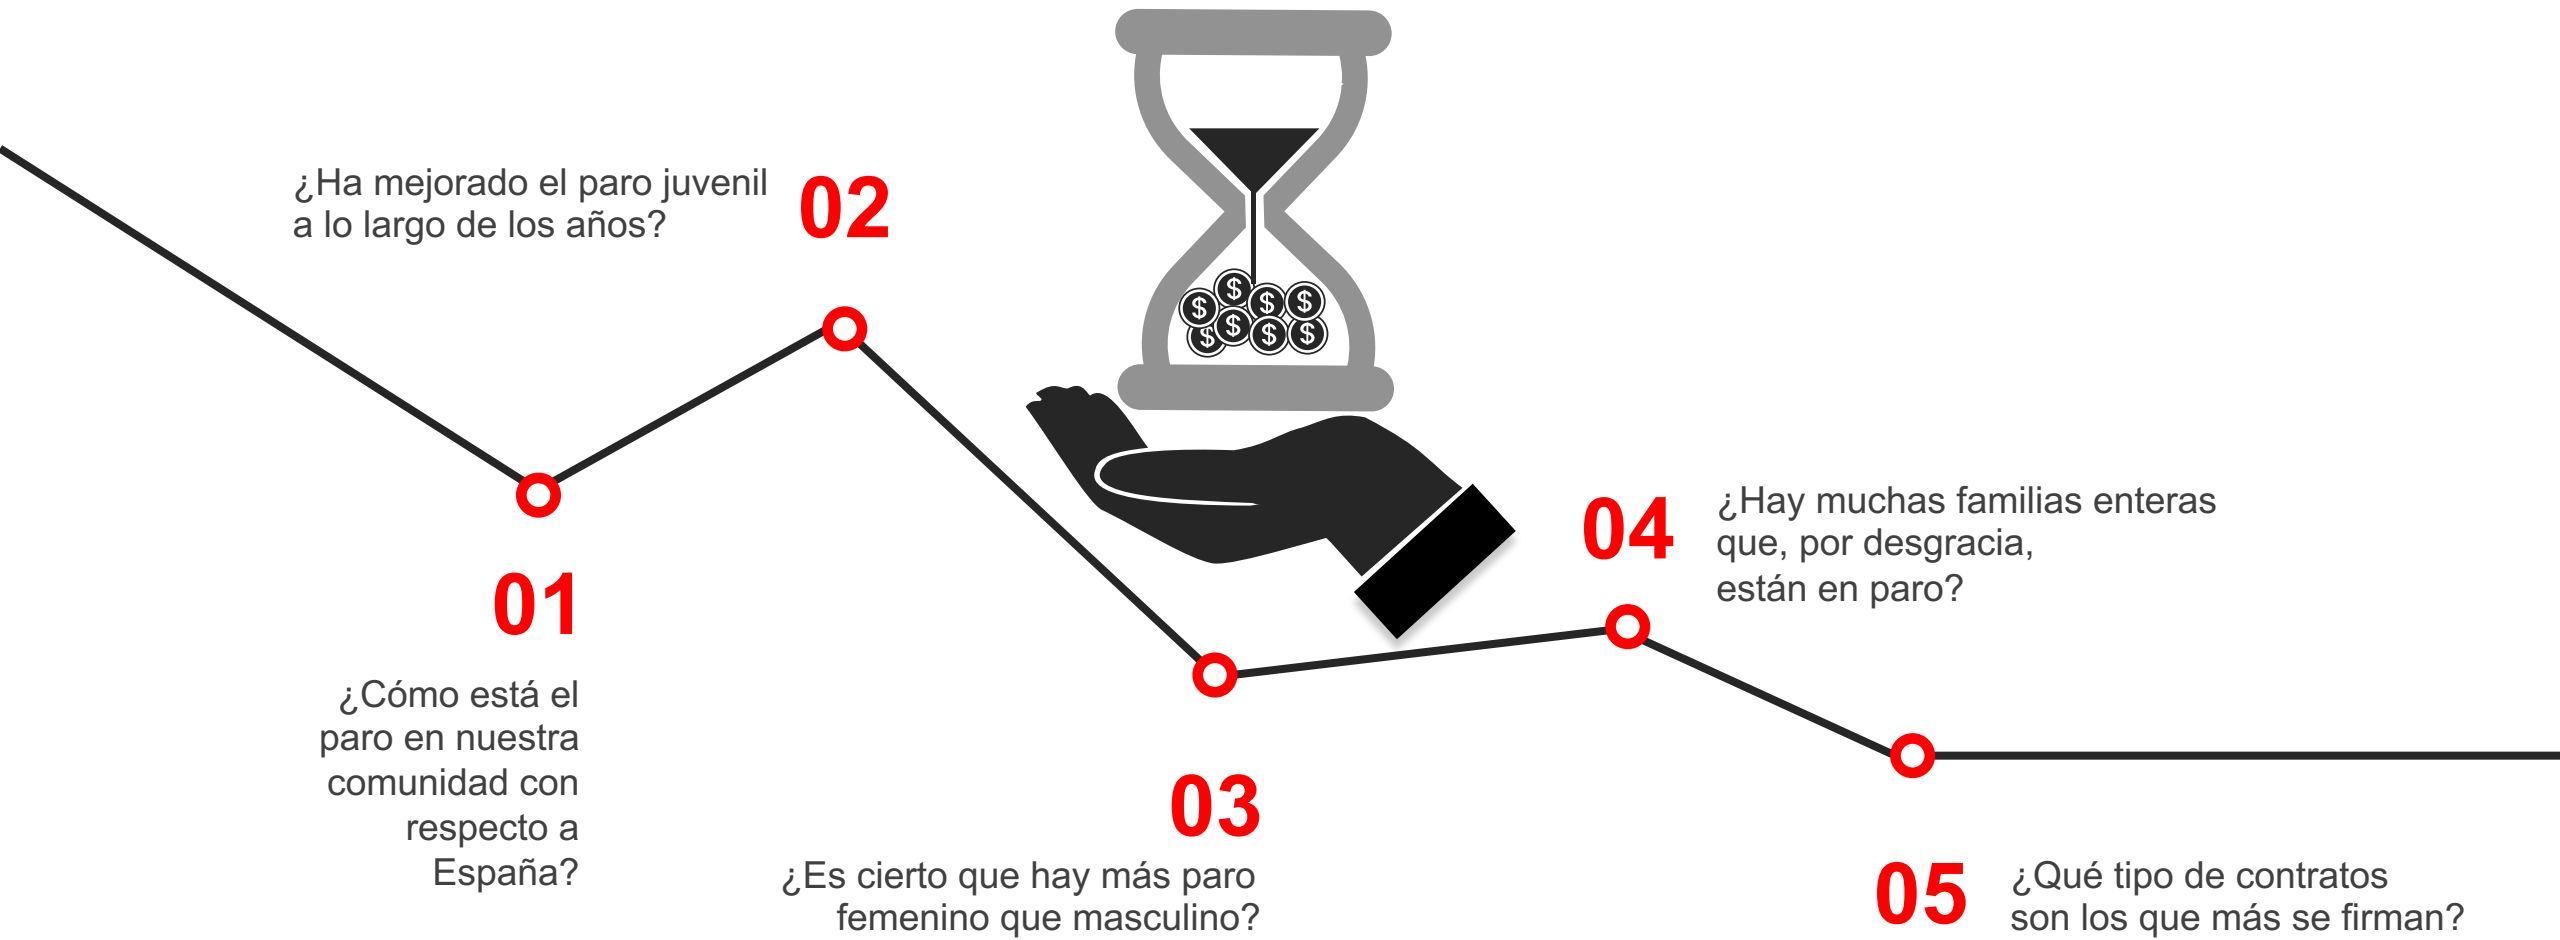 01
¿Cómo está el
paro en nuestra
comunidad con
respecto a
España?
02
¿Ha mejorado el paro juvenil
a lo largo de los años?
$ $ $ $
$ $ $ $
03
¿Es cierto que hay más paro
femenino que masculino?
04
¿Hay muchas familias enteras
que, por desgracia,
están en paro?
05
¿Qué tipo de contratos
son los que más se firman?